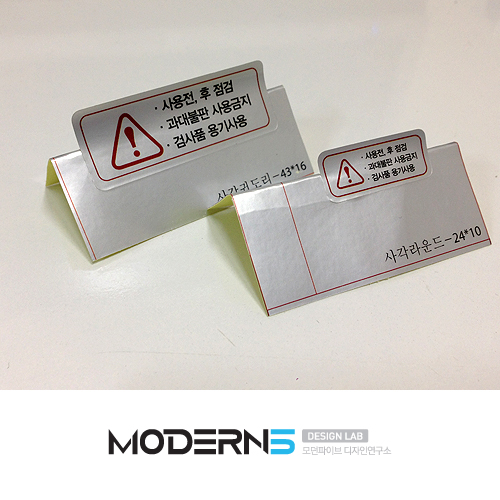 · 사용전, 후 점검
· 과대불판 사용금지
· 검사품 용기사용
사각귀도리-43*16
· 사용전, 후 점검
· 과대불판 사용금지
· 검사품 용기사용
사각라운드-24*10
MODERN5
DESIGN LAB
모던파이브 디자인연구소